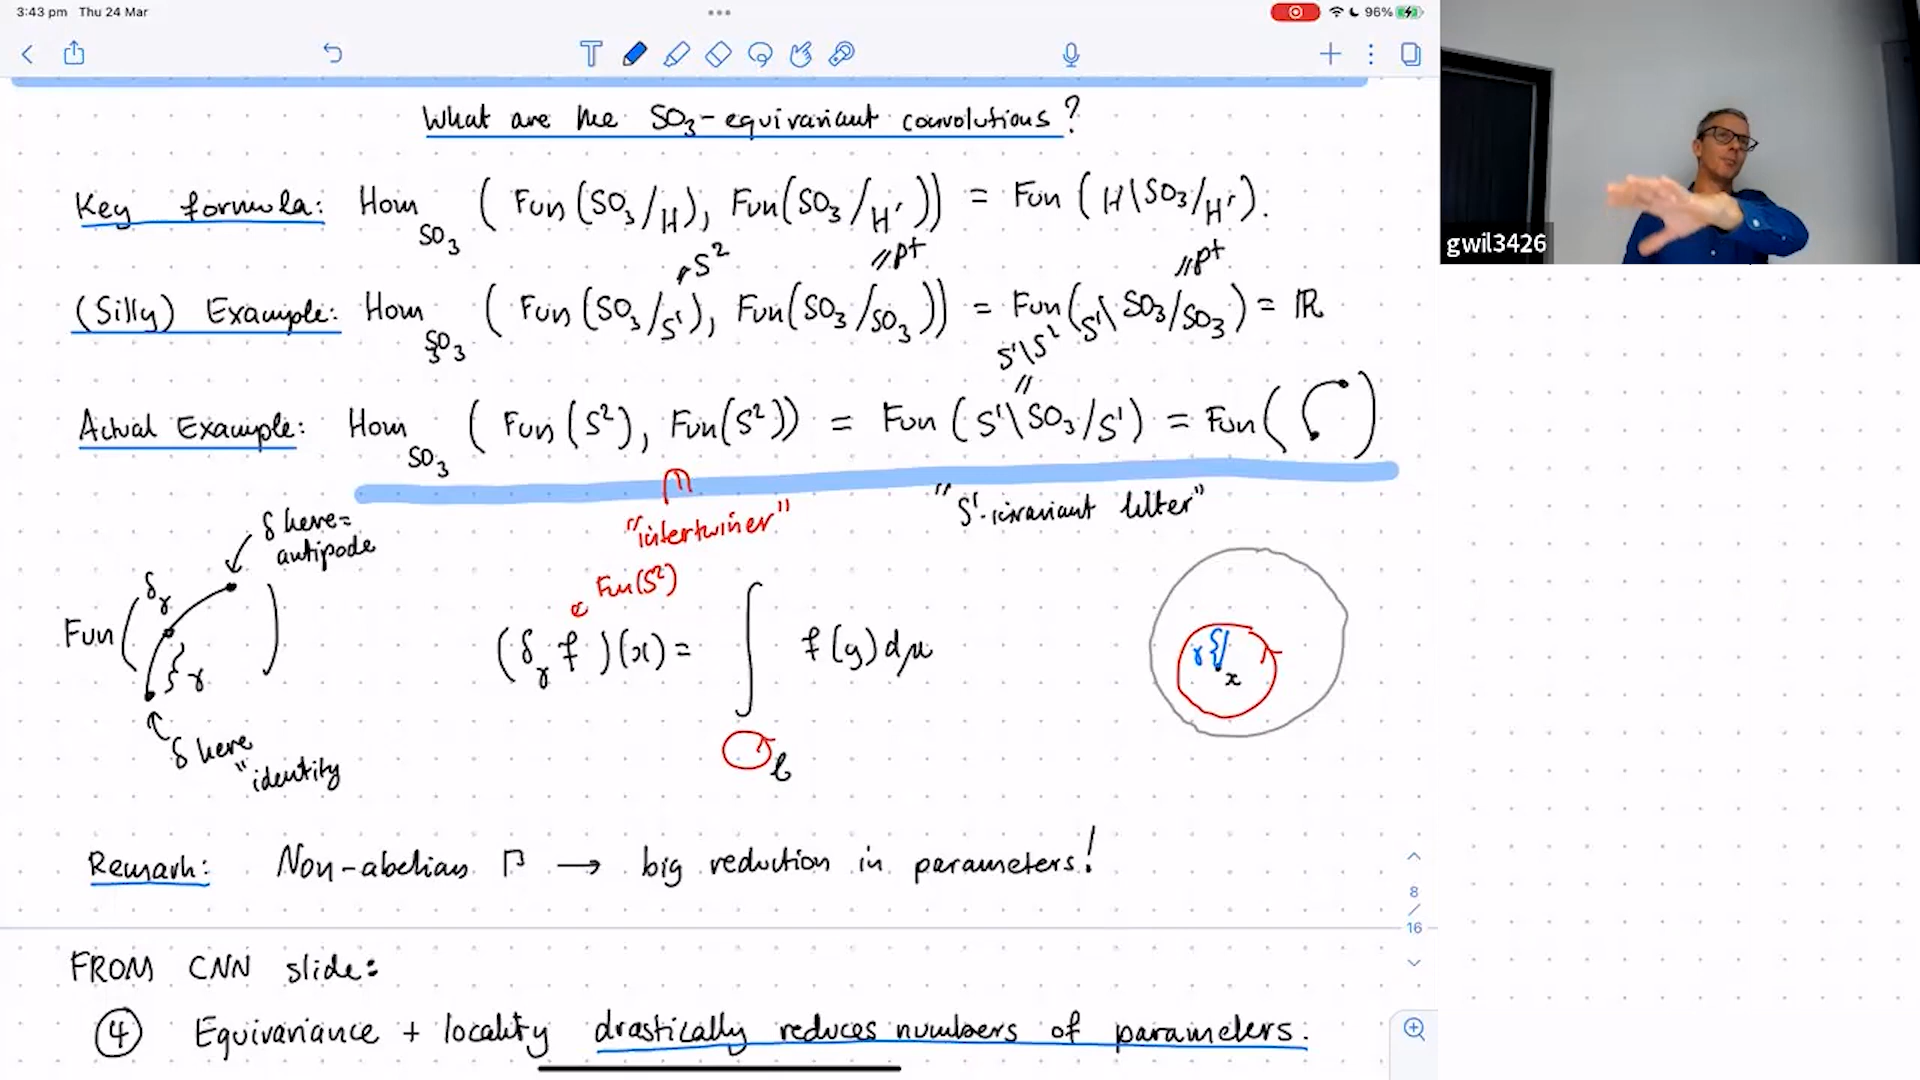 3:43 pm Thu 24 Mar
96%
What are the SO₃-equivariant convolutions?
Key formula: Hom_SO₃ (Fun(SO₃/H), Fun(SO₃/H')) = Fun (H\SO₃/H').
S² = pt = pt
(Silly) Example: Hom_SO₃ (Fun(SO₃/S¹), Fun(SO₃/SO₃)) = Fun(S¹\SO₃/SO₃) = ℝ
S¹\S²
=
Actual Example: Hom_SO₃ (Fun(S²), Fun(S²)) = Fun (S¹\SO₃/S¹) = Fun( )
"intertwiner"
"S¹-invariant filter"
δ here = antipode
Fun(S²)
Fun( δ_γ γ )
(δ_γ f)(x) = ∫ f(y)dμ
γ { x
δ here "identity
Remark: Non-abelian Γ → big reduction in parameters!
8
/
16
FROM CNN slide:
④ Equivariance + locality drastically reduces numbers of parameters.
gwil3426